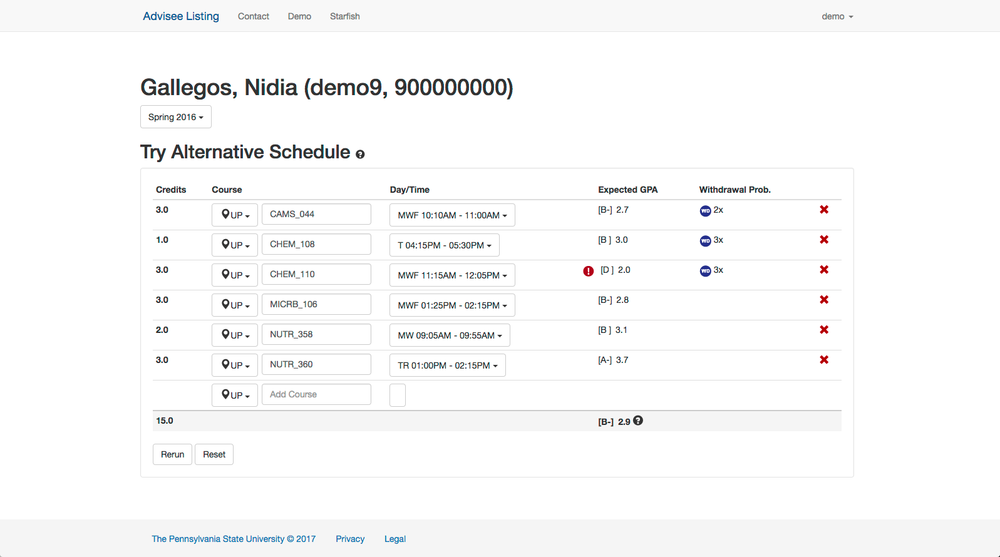 Advisee Listing Contact Demo Starfish demo
Gallegos, Nidia (demo9, 900000000)
Spring 2016
Try Alternative Schedule ?
Credits Course Day/Time Expected GPA Withdrawal Prob.
3.0 UP CAMS_044 MWF 10:10AM - 11:00AM [B-] 2.7 WD 2x
1.0 UP CHEM_108 T 04:15PM - 05:30PM [B ] 3.0 WD 3x
3.0 UP CHEM_110 MWF 11:15AM - 12:05PM ! [D ] 2.0 WD 3x
3.0 UP MICRB_106 MWF 01:25PM - 02:15PM [B-] 2.8
2.0 UP NUTR_358 MW 09:05AM - 09:55AM [B ] 3.1
3.0 UP NUTR_360 TR 01:00PM - 02:15PM [A-] 3.7
UP Add Course
15.0 [B-] 2.9 ?
Rerun Reset
The Pennsylvania State University © 2017 Privacy Legal